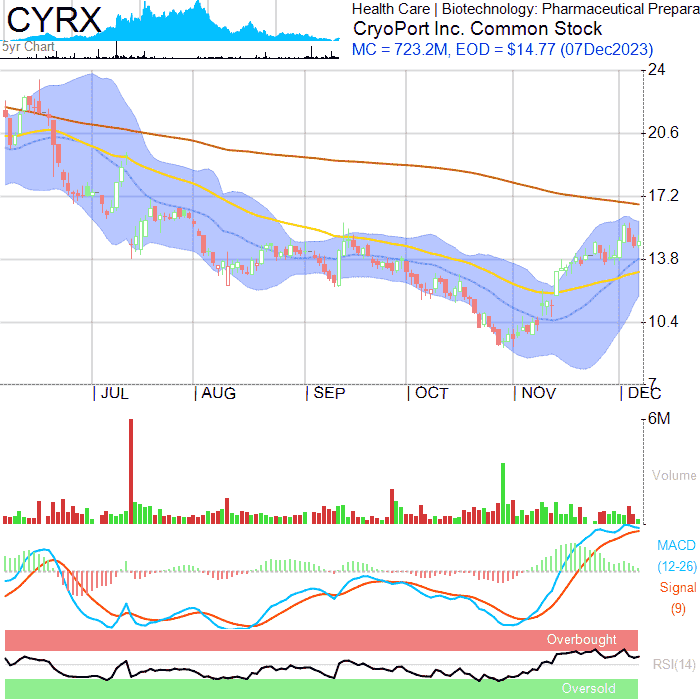 CYRX
5yr Chart
Health Care | Biotechnology: Pharmaceutical Prepara
CryoPort Inc. Common Stock
MC = 723.2M, EOD = $14.77 (07Dec2023)
24
20.6
17.2
13.8
10.4
7
JUL AUG SEP OCT NOV DEC
6M
Volume
MACD
(12-26)
Signal
(9)
Overbought
RSI(14)
Oversold